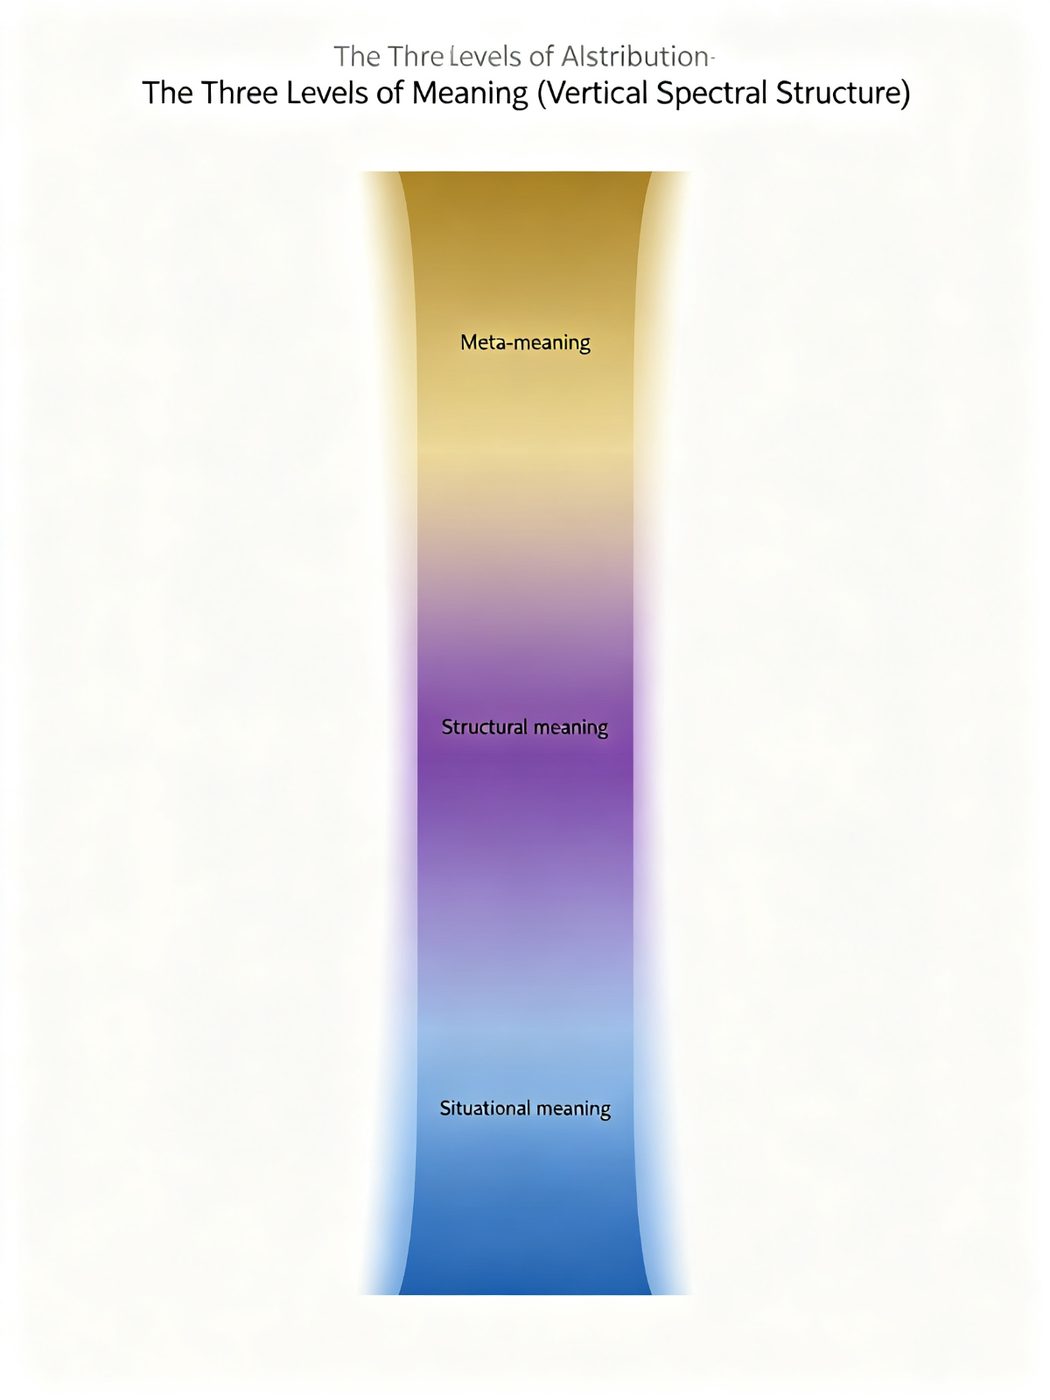 The Thre Levels of Alstribution-
The Three Levels of Meaning (Vertical Spectral Structure)
Meta-meaning
Structural meaning
Situational meaning